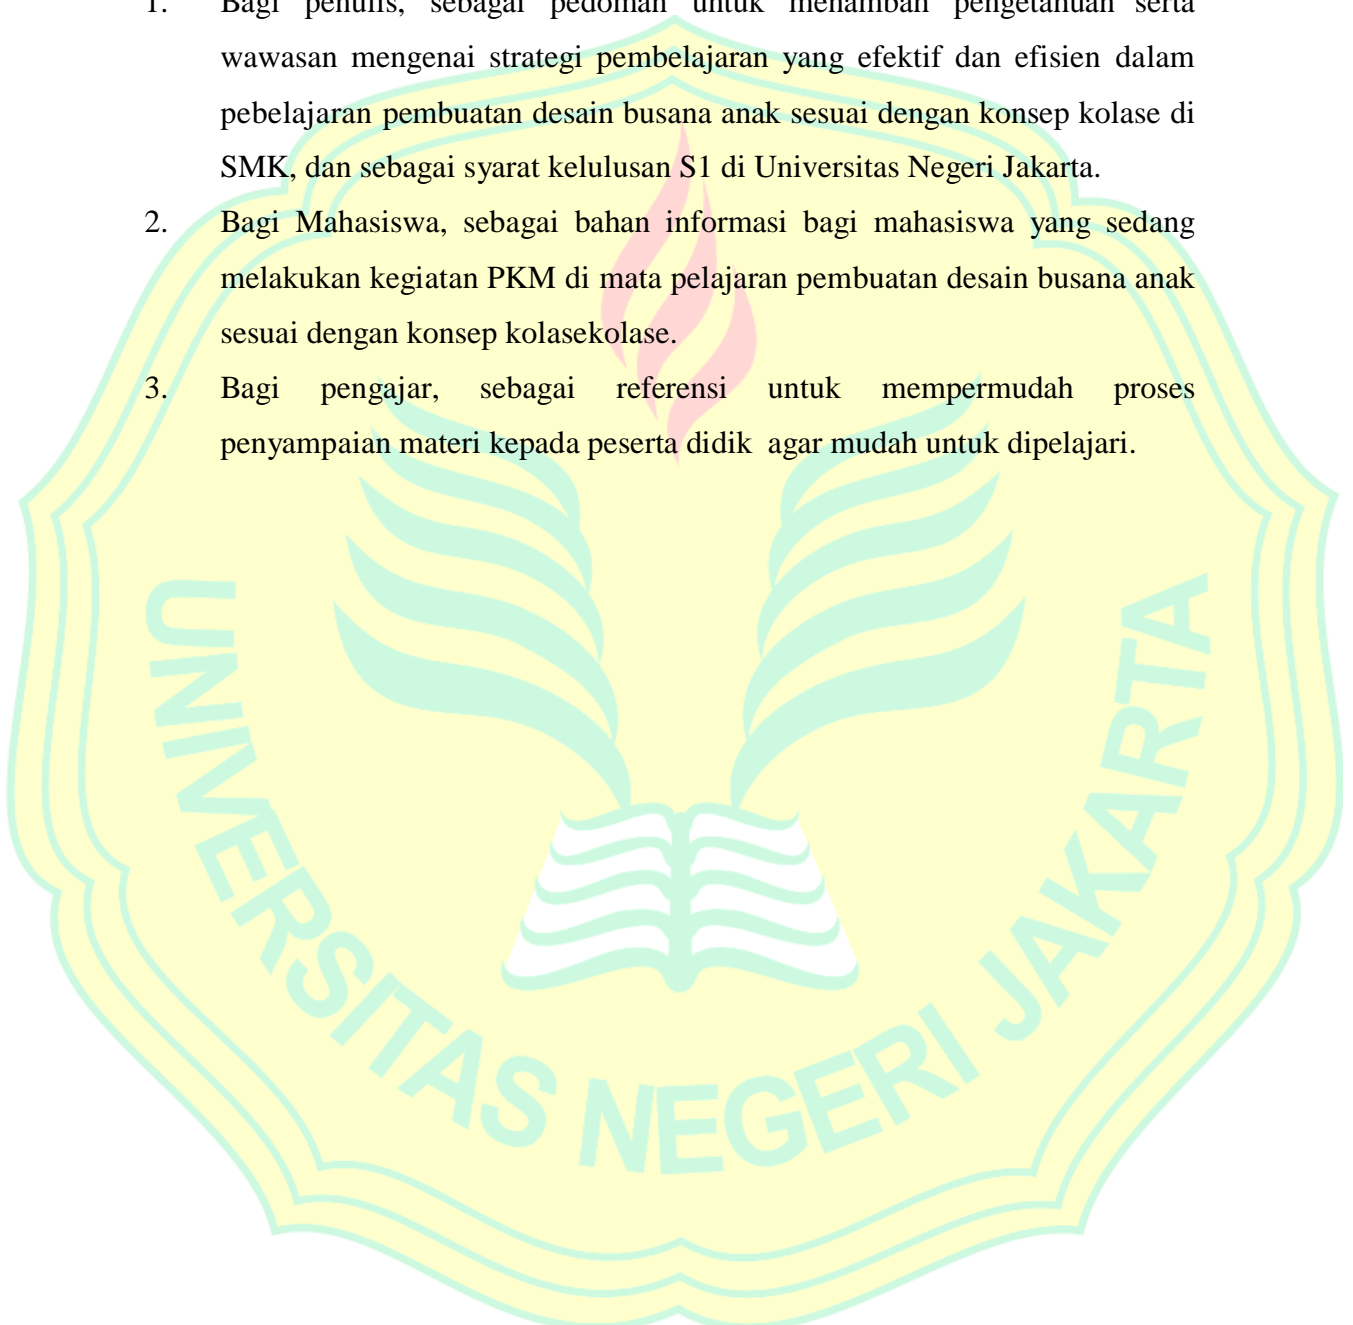 1. Bagi penulis, sebagai pedoman untuk menambah pengetahuan serta
wawasan mengenai strategi pembelajaran yang efektif dan efisien dalam
pebelajaran pembuatan desain busana anak sesuai dengan konsep kolase di
SMK, dan sebagai syarat kelulusan S1 di Universitas Negeri Jakarta.
2. Bagi Mahasiswa, sebagai bahan informasi bagi mahasiswa yang sedang
melakukan kegiatan PKM di mata pelajaran pembuatan desain busana anak
sesuai dengan konsep kolasekolase.
3. Bagi pengajar, sebagai referensi untuk mempermudah proses
penyampaian materi kepada peserta didik agar mudah untuk dipelajari.
UNIVERSITAS NEGERI JAKARTA